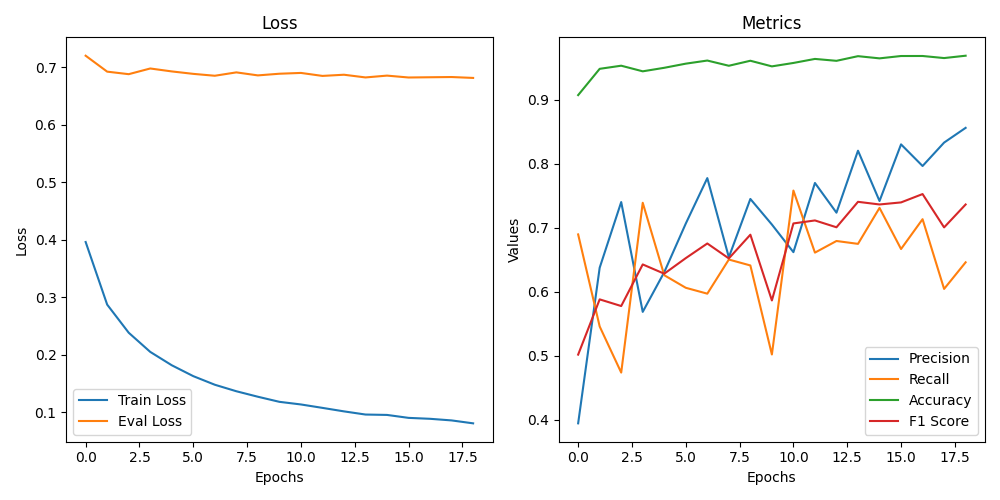 Loss
Loss
0.7
0.6
0.5
0.4
0.3
0.2
0.1
Train Loss
Eval Loss
0.0 2.5 5.0 7.5 10.0 12.5 15.0 17.5
Epochs
Metrics
Values
0.9
0.8
0.7
0.6
0.5
0.4
Precision
Recall
Accuracy
F1 Score
0.0 2.5 5.0 7.5 10.0 12.5 15.0 17.5
Epochs